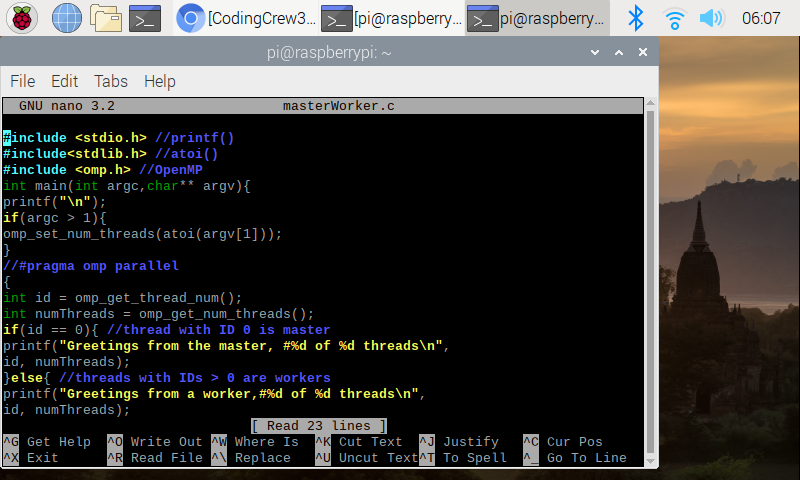 [CodingCrew3... [pi@raspberry... pi@raspberry... 06:07
pi@raspberrypi: ~
File Edit Tabs Help
GNU nano 3.2 masterWorker.c
#include <stdio.h> //printf()
#include<stdlib.h> //atoi()
#include <omp.h> //OpenMP
int main(int argc,char** argv){
printf("\n");
if(argc > 1){
omp_set_num_threads(atoi(argv[1]));
}
//#pragma omp parallel
{
int id = omp_get_thread_num();
int numThreads = omp_get_num_threads();
if(id == 0){ //thread with ID 0 is master
printf("Greetings from the master, #%d of %d threads\n",
id, numThreads);
}else{ //threads with IDs > 0 are workers
printf("Greetings from a worker,#%d of %d threads\n",
id, numThreads);
[ Read 23 lines ]
^G Get Help ^O Write Out ^W Where Is ^K Cut Text ^J Justify ^C Cur Pos
^X Exit ^R Read File ^\ Replace ^U Uncut Text ^T To Spell ^_ Go To Line